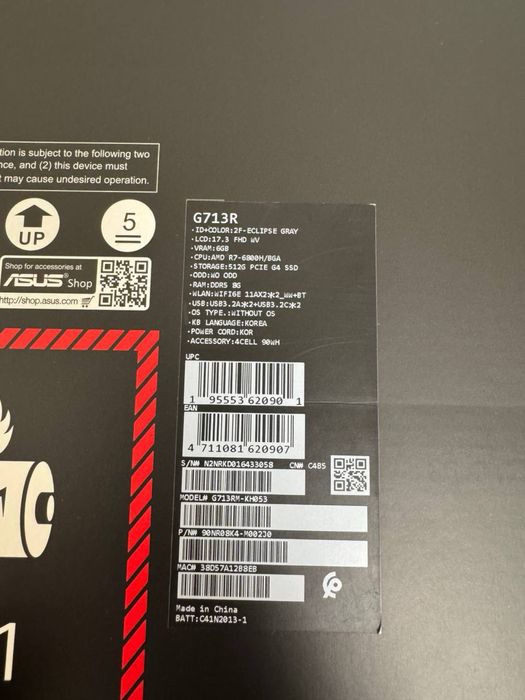 tion is subject to the following two
nce, and (2) this device must
t may cause undesired operation.
UP
5
Shop for accessories at
ASUS Shop
http://shop.asus.com
1
G713R
·ID+COLOR:2F-ECLIPSE GRAY
·LCD:17.3 FHD WV
·VRAM:6GB
·CPU:AMD R7-6800H/BGA
·STORAGE:512G PCIE G4 SSD
·ODD:WO ODD
·RAM:DDR5 8G
·WLAN:WIFI6E 11AX2*2_WW+BT
·USB:USB3.2A*2+USB3.2C*2
·OS TYPE.:WITHOUT OS
·KB LANGUAGE:KOREA
·POWER CORD:KOR
·ACCESSORY:4CELL 90WH
UPC
1 95553 62090 1
EAN
4 711081 620907
S/N# N2NRKD016433058 CN# C485
MODEL# G713RM-KH053
P/N# 90NR08K4-M002J0
MAC# 38D57A12B8EB
Made in China
BATT:C41N2013-1